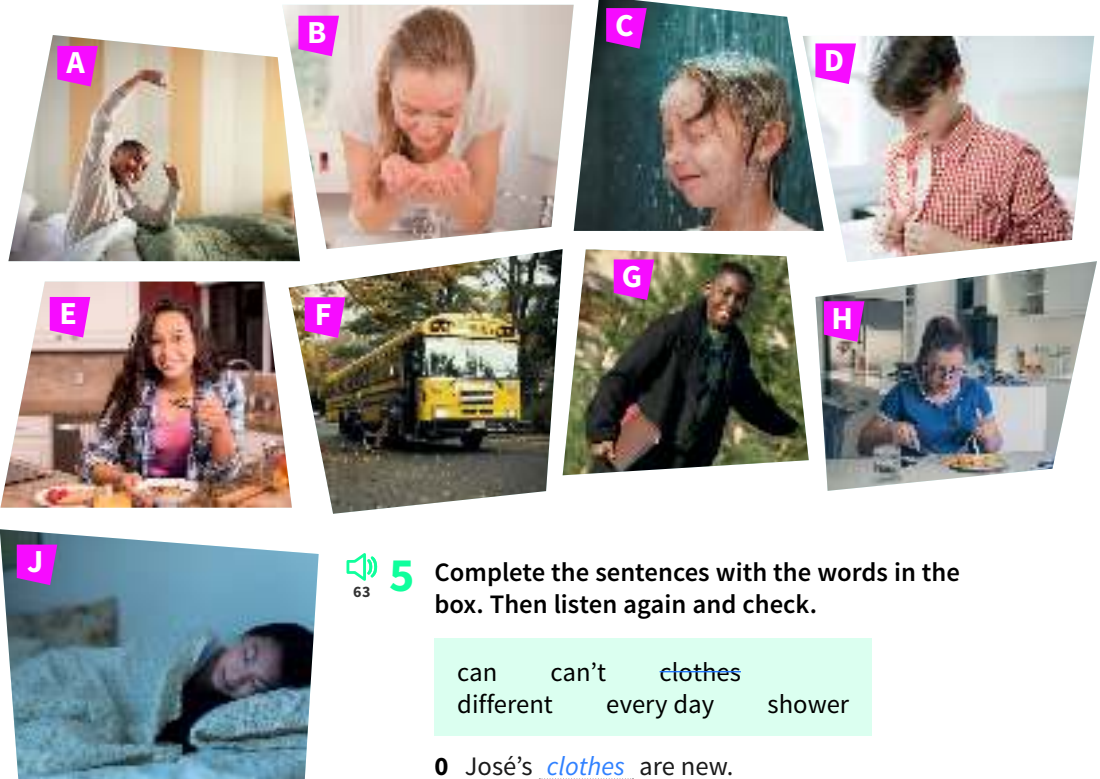 A
B
C
D
E
F
G
H
J
63
5 Complete the sentences with the words in the
box. Then listen again and check.
can can’t clothes
different every day shower
0 José’s clothes are new.